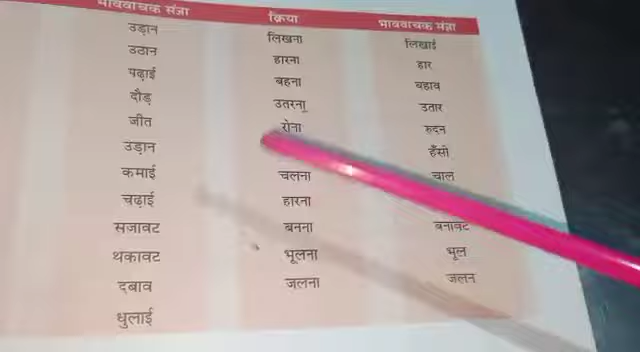 भाववाचक संज्ञा क्रिया भाववाचक संज्ञा
उड़ान लिखना लिखाई
उठान हारना हार
पढ़ाई बहना बहाव
दौड़ उतरना उतार
जीत रोना रुदन
उड़ान हँसी
कमाई चलना चाल
चढ़ाई हारना
सजावट बनना बनावट
थकावट भूलना भूल
दबाव जलना जलन
धुलाई